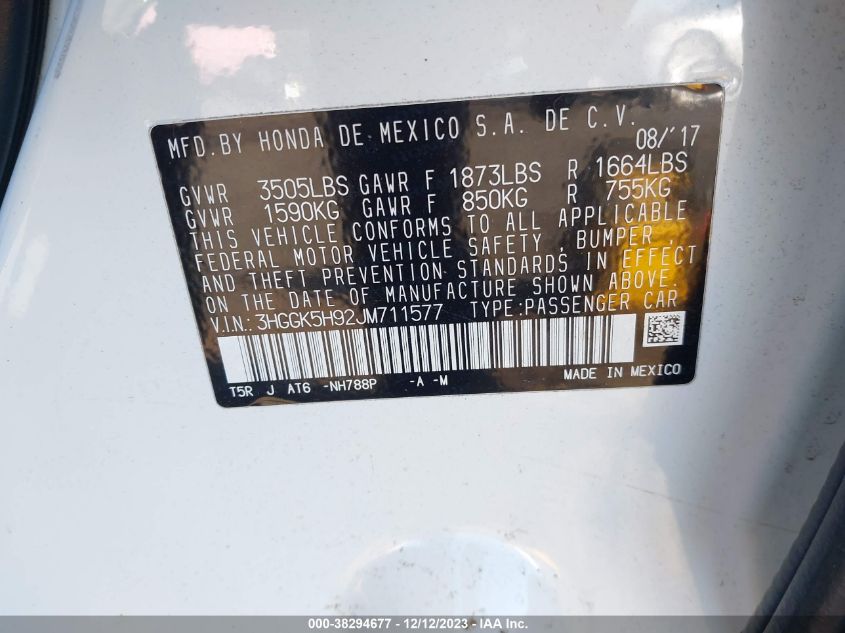 MFD.BY HONDA DE MEXICO S.A. DE C.V. 08/'17
GVWR 3505LBS GAWR F 1873LBS R 1664LBS
GVWR 1590KG GAWR F 850KG R 755KG
THIS VEHICLE CONFORMS TO ALL APPLICABLE
FEDERAL MOTOR VEHICLE SAFETY, BUMPER,
AND THEFT PREVENTION STANDARDS IN EFFECT
ON THE DATE OF MANUFACTURE SHOWN ABOVE.
V.I.N.: 3HGGK5H92JM711577 TYPE:PASSENGER CAR
T5R J AT6 -NH788P -A -M MADE IN MEXICO
000-38294677 - 12/12/2023 - IAA Inc.